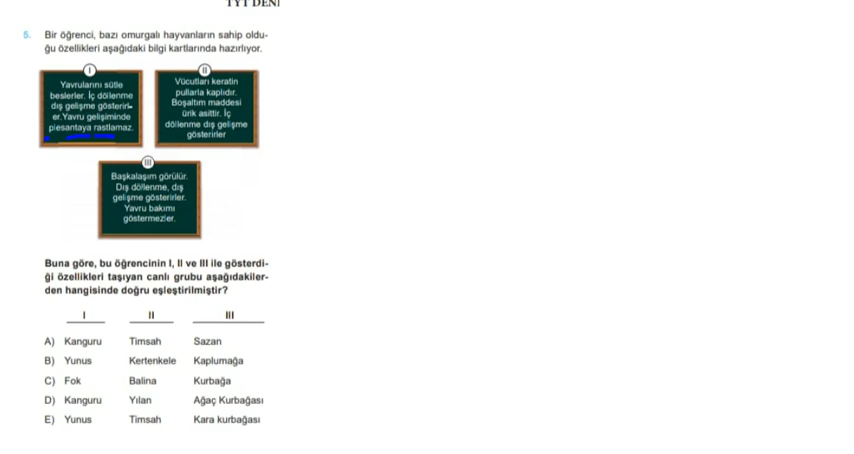 TYT DENİ
5. Bir öğrenci, bazı omurgalı hayvanların sahip oldu-
ğu özellikleri aşağıdaki bilgi kartlarında hazırlıyor.
I
Yavrularını sütle
beslerler. İç döllenme
dış gelişme gösterirl-
er.Yavru gelişiminde
plesantaya rastlamaz.
II
Vücutları keratin
pullarla kaplıdır.
Boşaltım maddesi
ürik asittir. İç
döllenme dış gelişme
gösterirler
III
Başkalaşım görülür.
Dış döllenme, dış
gelişme gösterirler.
Yavru bakımı
göstermezler.
Buna göre, bu öğrencinin I, II ve III ile gösterdi-
ği özellikleri taşıyan canlı grubu aşağıdakiler-
den hangisinde doğru eşleştirilmiştir?
I II III
A) Kanguru Timsah Sazan
B) Yunus Kertenkele Kaplumağa
C) Fok Balina Kurbağa
D) Kanguru Yılan Ağaç Kurbağası
E) Yunus Timsah Kara kurbağası